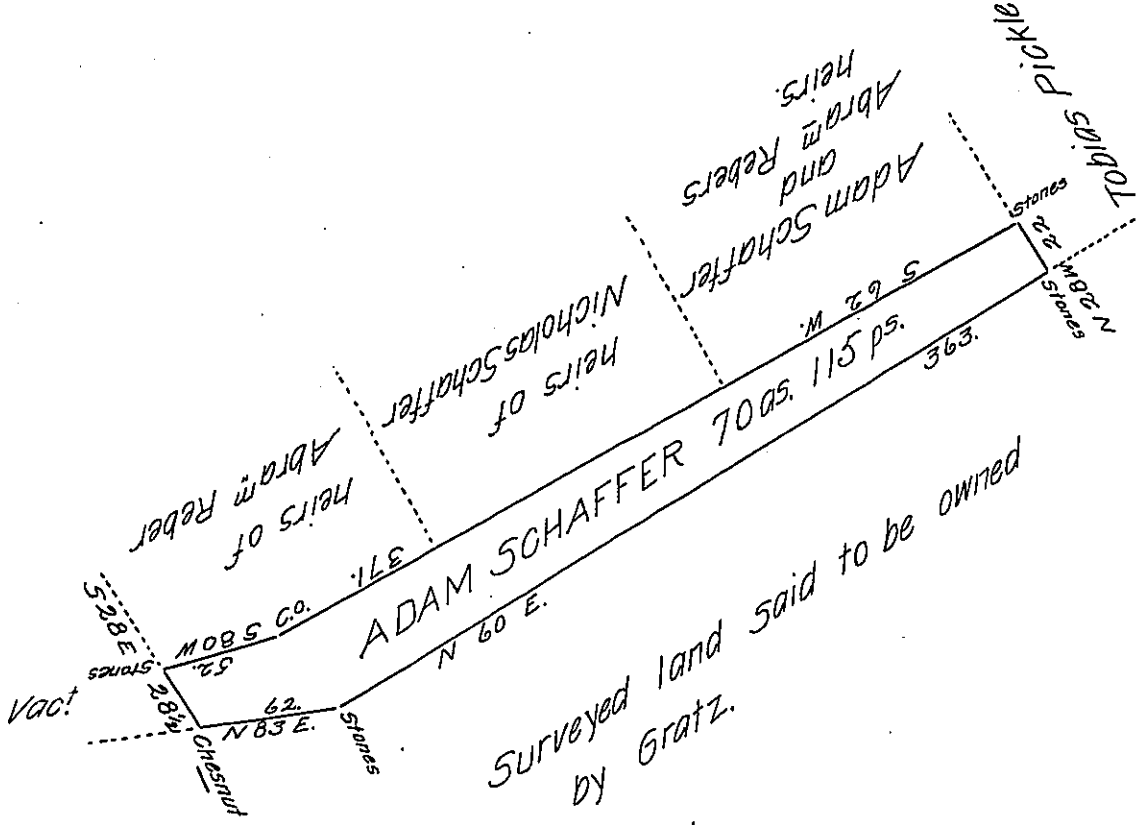 Tobias Pickle
Adam Schaffer
and
Abram Rebers
heirs.
heirs of
Nicholas Schaffer
heirs of
Abram Reber
Stones
22
N 28 W
Stones
S 62 W.
371.
Co.
S 80 W
52.
S 28 E
Stones
28½
Vact
Chesnut
62.
N 83 E.
Stones
N 60 E.
363.
ADAM SCHAFFER 70 as. 115 ps.
Surveyed land said to be owned
by Gratz.